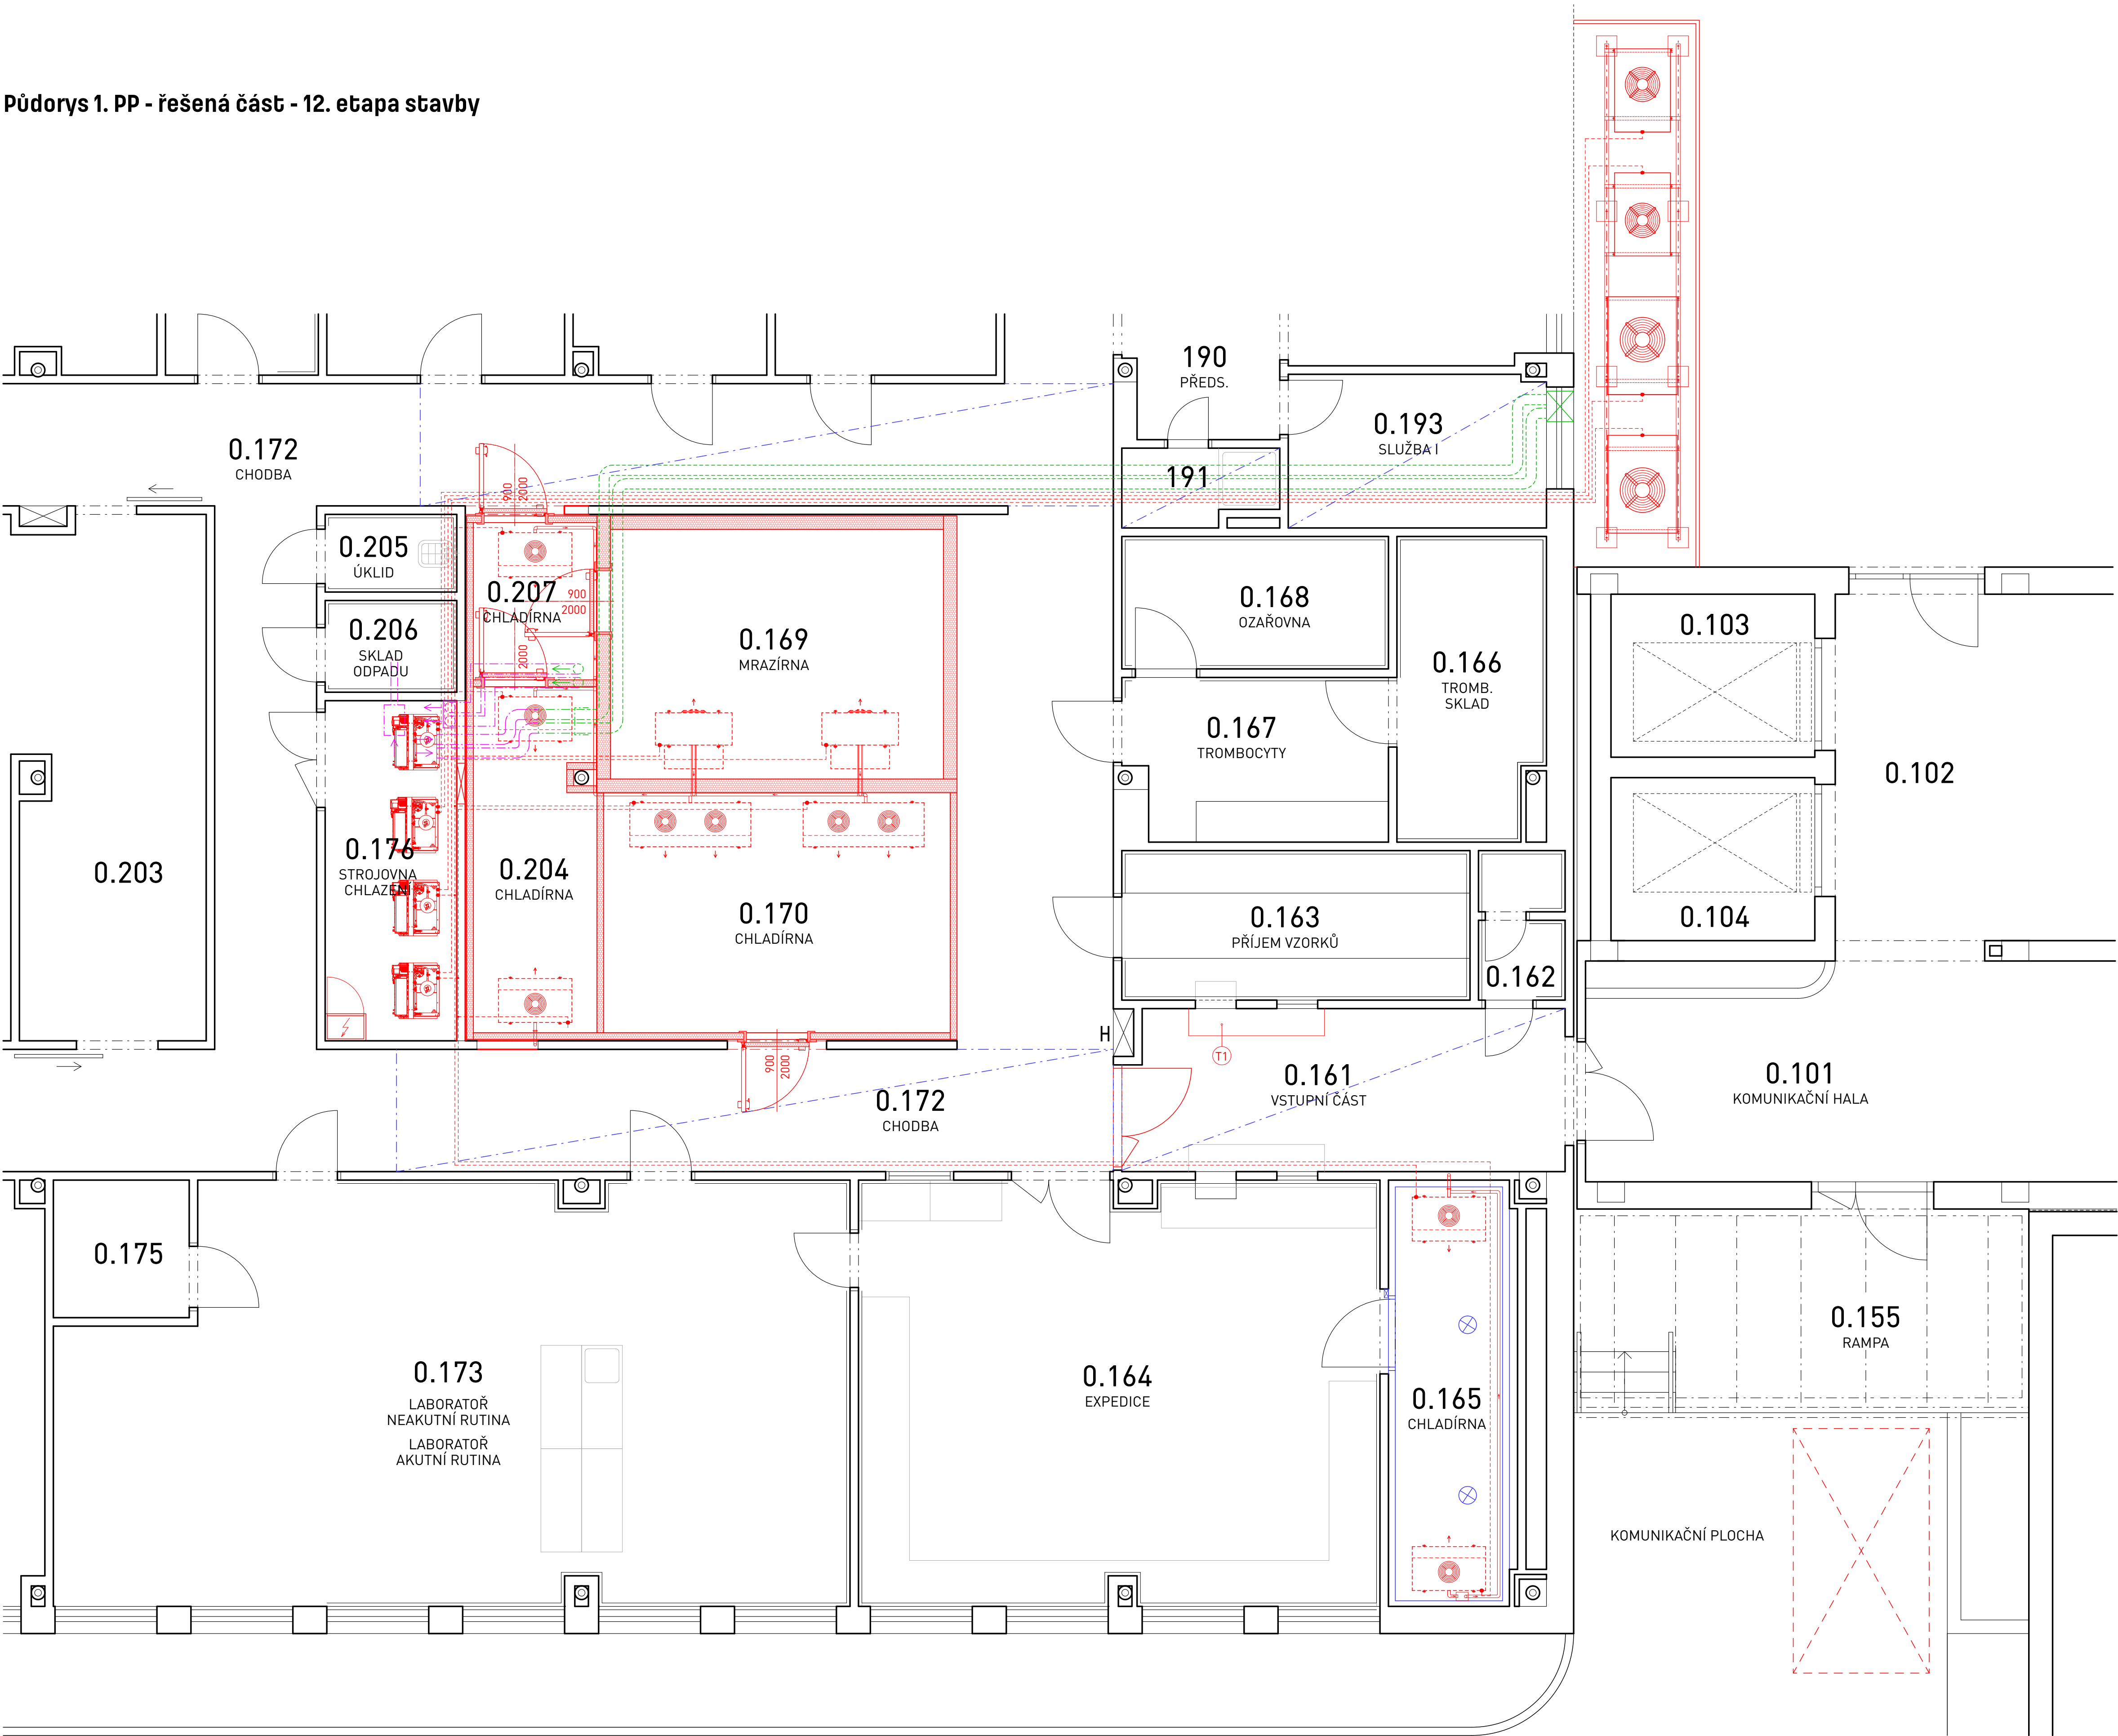 Půdorys 1. PP - řešená část - 12. etapa stavby
190
PŘEDS.
0.193
SLUŽBA I
0.172
CHODBA
191
900
2000
0.205
ÚKLID
0.207
CHLADÍRNA
900
2000
0.206
SKLAD
ODPADU
2000
0.169
MRAZÍRNA
0.168
OZAŘOVNA
0.166
TROMB.
SKLAD
0.103
0.167
TROMBOCYTY
0.102
0.203
0.176
STROJOVNA
CHLAZENÍ
0.204
CHLADÍRNA
0.170
CHLADÍRNA
0.163
PŘÍJEM VZORKŮ
0.104
0.162
H
T1
900
2000
0.172
CHODBA
0.161
VSTUPNÍ ČÁST
0.101
KOMUNIKAČNÍ HALA
0.175
0.155
RAMPA
0.173
LABORATOŘ
NEAKUTNÍ RUTINA
LABORATOŘ
AKUTNÍ RUTINA
0.164
EXPEDICE
0.165
CHLADÍRNA
KOMUNIKAČNÍ PLOCHA